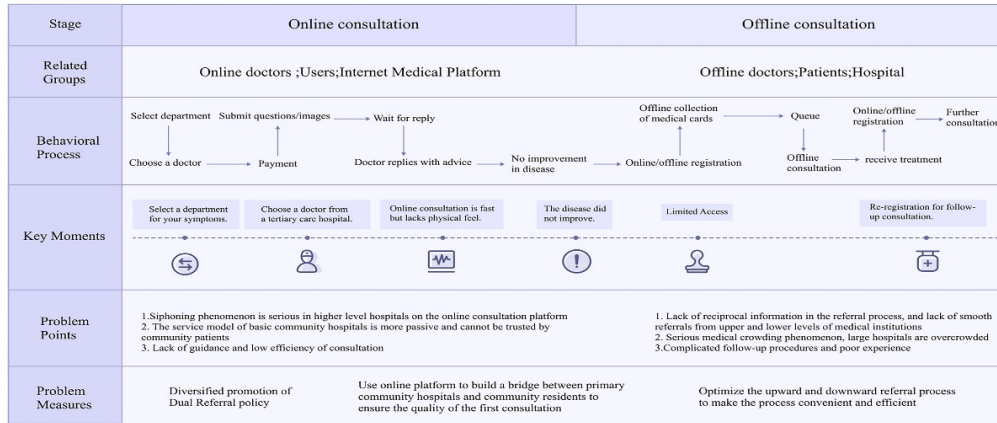 Stage
Online consultation
Offline consultation
Related
Groups
Online doctors ;Users;Internet Medical Platform
Offline doctors;Patients;Hospital
Behavioral
Process
Select department
Choose a doctor
Payment
Submit questions/images
Wait for reply
Doctor replies with advice
No improvement
in disease
Online/offline registration
Offline collection
of medical cards
Queue
Offline
consultation
receive treatment
Online/offline
registration
Further
consultation
Key Moments
Select a department
for your symptoms.
Choose a doctor from
a tertiary care hospital.
Online consultation is fast
but lacks physical feel.
The disease did
not improve.
Limited Access
Re-registration for follow-
up consultation.
Problem
Points
1.Siphoning phenomenon is serious in higher level hospitals on the online consultation platform
2. The service model of basic community hospitals is more passive and cannot be trusted by
community patients
3. Lack of guidance and low efficiency of consultation
1. Lack of reciprocal information in the referral process, and lack of smooth
referrals from upper and lower levels of medical institutions
2. Serious medical crowding phenomenon, large hospitals are overcrowded
3.Complicated follow-up procedures and poor experience
Problem
Measures
Diversified promotion of
Dual Referral policy
Use online platform to build a bridge between primary
community hospitals and community residents to
ensure the quality of the first consultation
Optimize the upward and downward referral process
to make the process convenient and efficient